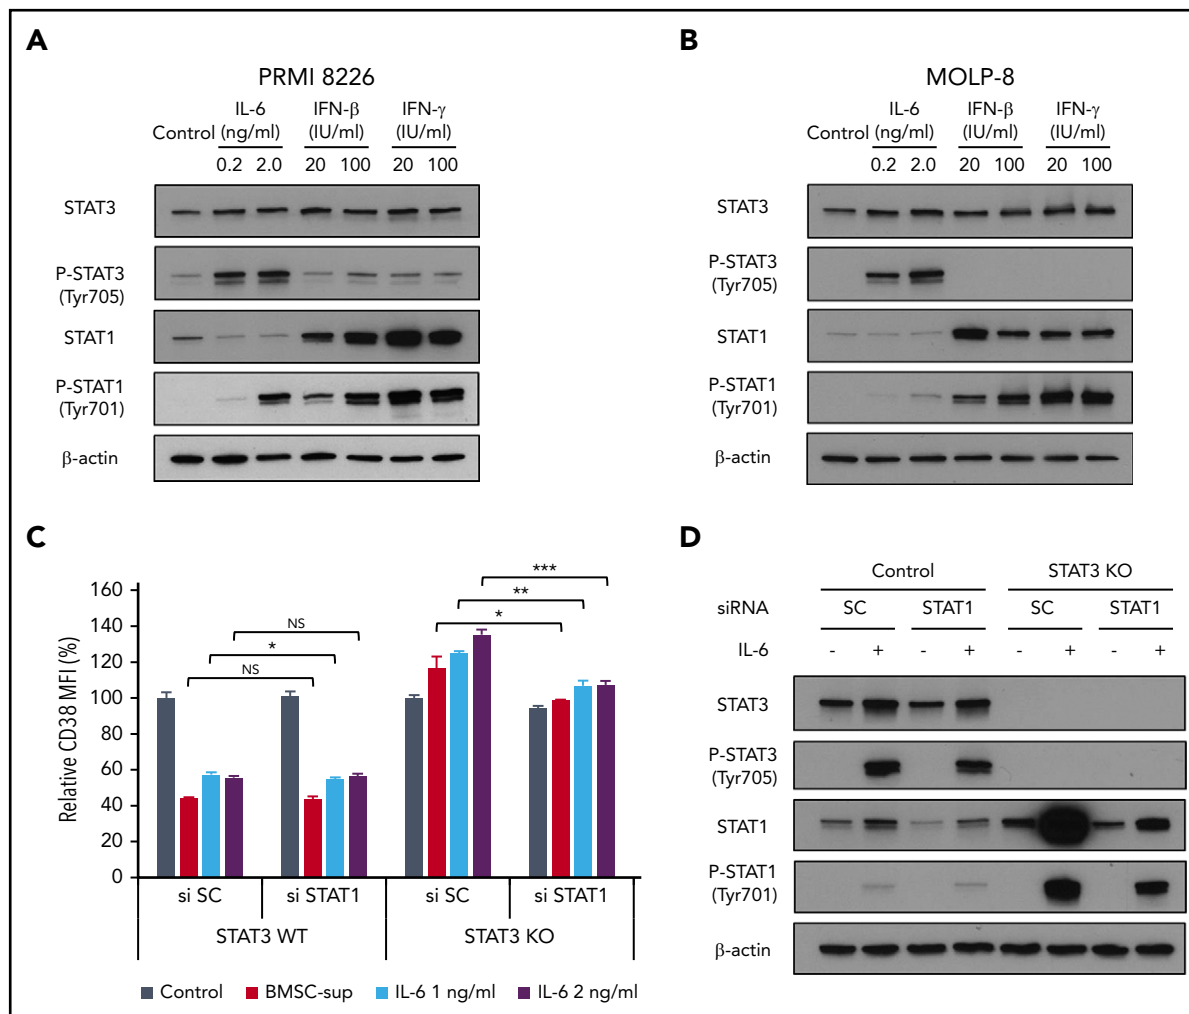 A
PRMI 8226
IL-6 IFN-β IFN-γ
Control (ng/ml) (IU/ml) (IU/ml)
0.2 2.0 20 100 20 100
STAT3
P-STAT3
(Tyr705)
STAT1
P-STAT1
(Tyr701)
β-actin
B
MOLP-8
IL-6 IFN-β IFN-γ
Control (ng/ml) (IU/ml) (IU/ml)
0.2 2.0 20 100 20 100
STAT3
P-STAT3
(Tyr705)
STAT1
P-STAT1
(Tyr701)
β-actin
C
Relative CD38 MFI (%)
160
140
120
100
80
60
40
20
0
NS
*
NS
***
**
*
si SC si STAT1 si SC si STAT1
STAT3 WT STAT3 KO
Control BMSC-sup IL-6 1 ng/ml IL-6 2 ng/ml
D
Control STAT3 KO
siRNA SC STAT1 SC STAT1
IL-6 - + - + - + - +
STAT3
P-STAT3
(Tyr705)
STAT1
P-STAT1
(Tyr701)
β-actin